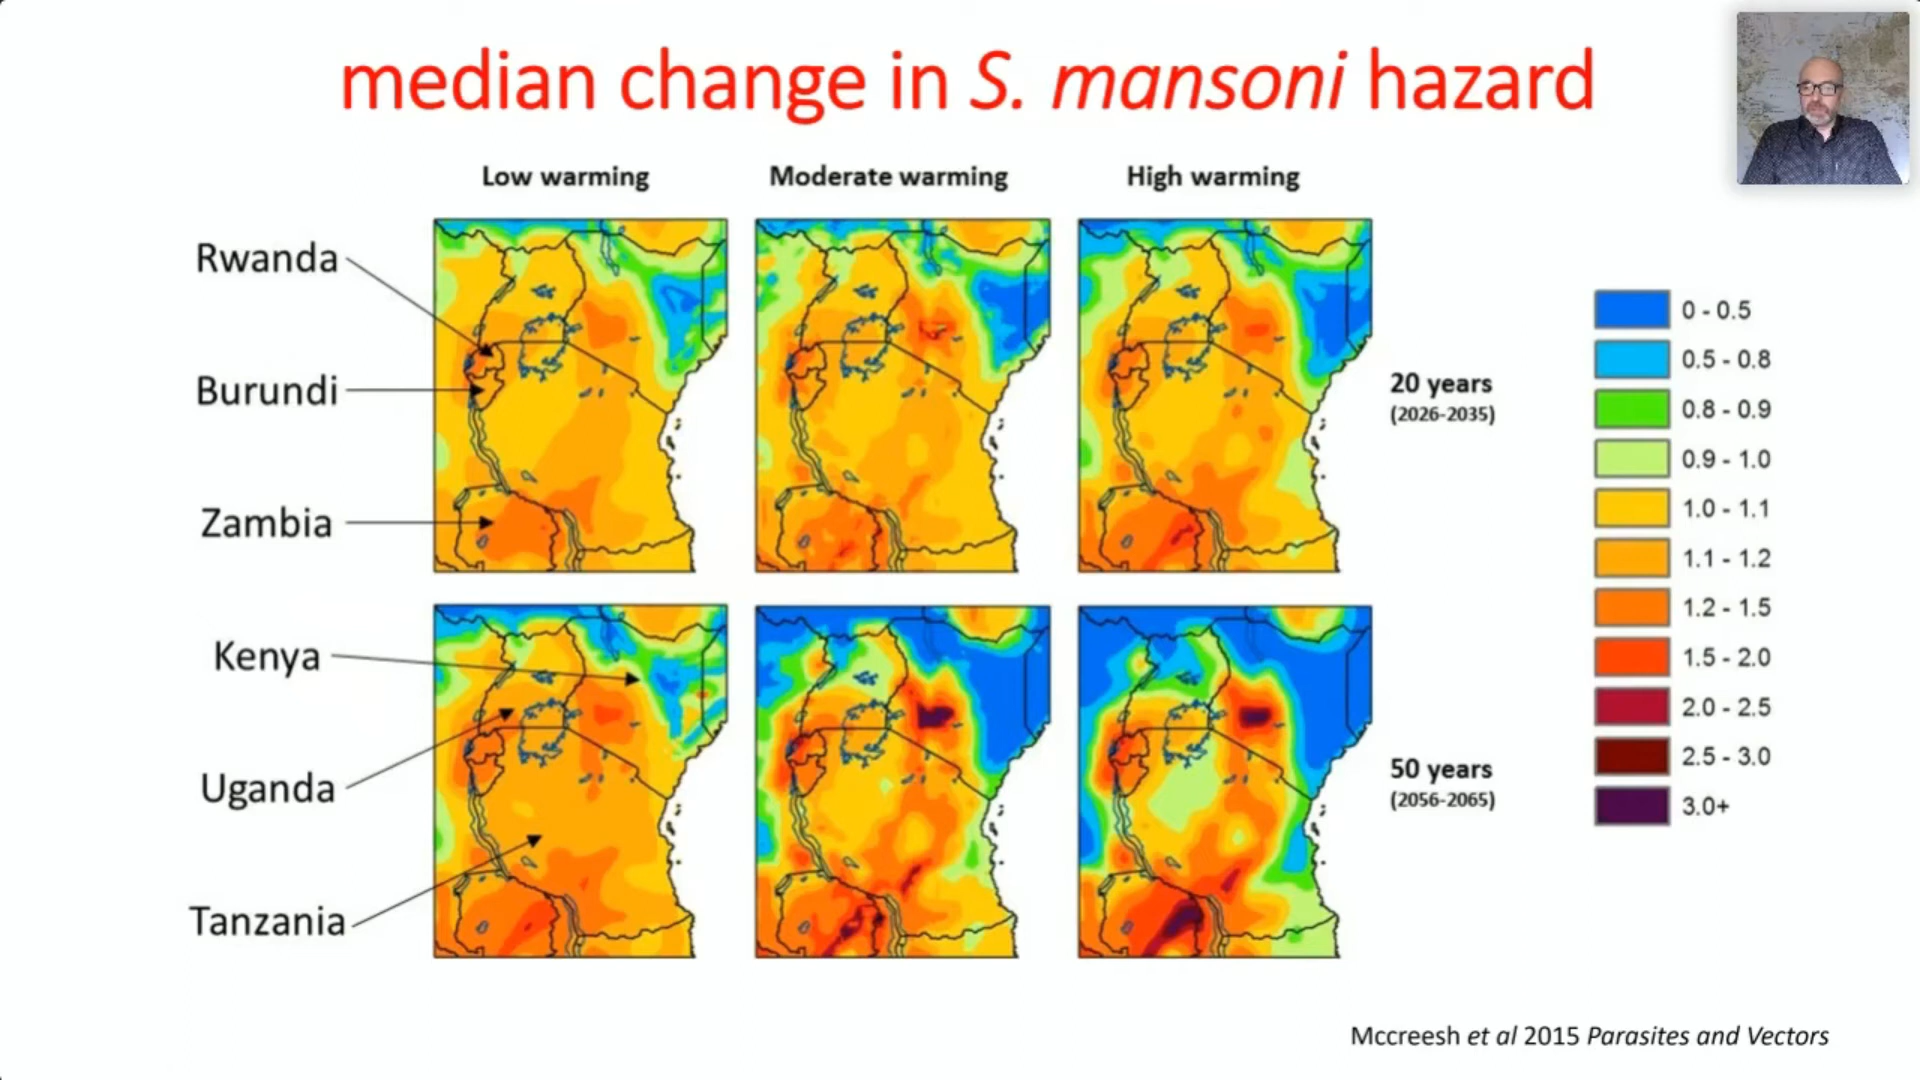 median change in S. mansoni hazard
Low warming
Moderate warming
High warming
Rwanda
Burundi
Zambia
20 years
(2026-2035)
Kenya
Uganda
Tanzania
50 years
(2056-2065)
0 - 0.5
0.5 - 0.8
0.8 - 0.9
0.9 - 1.0
1.0 - 1.1
1.1 - 1.2
1.2 - 1.5
1.5 - 2.0
2.0 - 2.5
2.5 - 3.0
3.0+
Mccreesh et al 2015 Parasites and Vectors